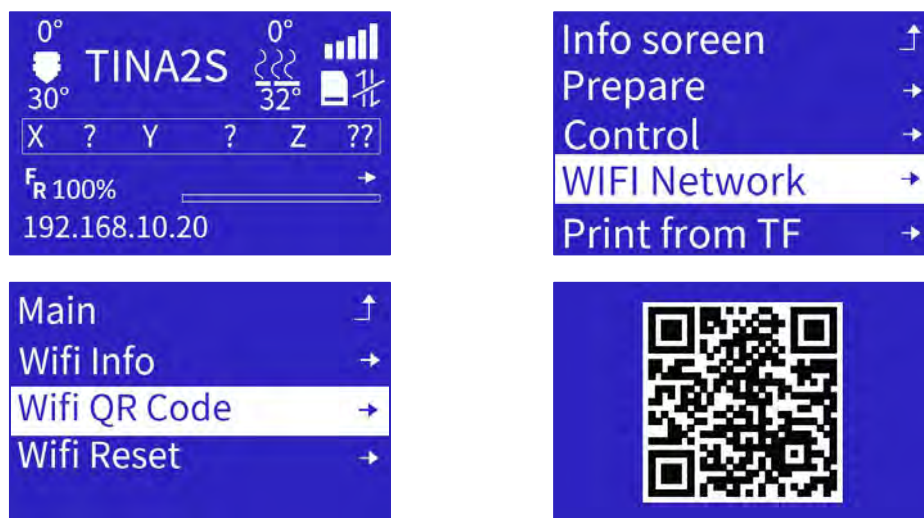 0° 0°
TINA2S
30° 32°
X ? Y ? Z ??
FR 100%
192.168.10.20
Info soreen
Prepare
Control
WIFI Network
Print from TF
Main
Wifi Info
Wifi QR Code
Wifi Reset